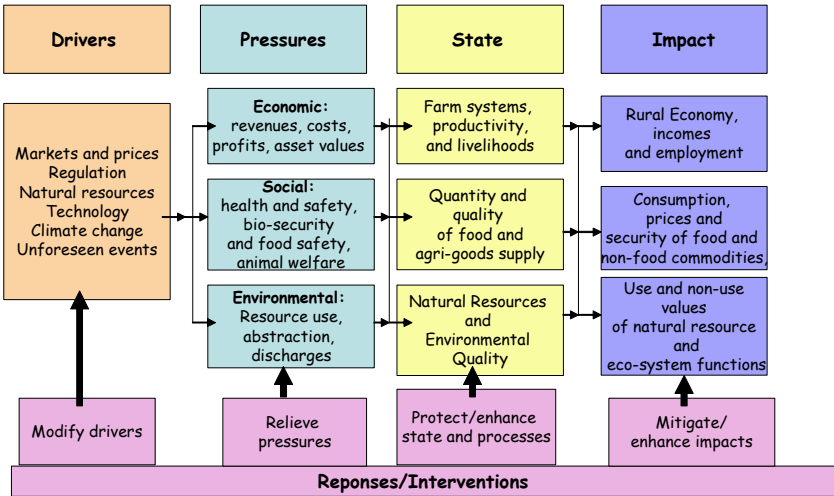 Drivers
Pressures
State
Impact
Markets and prices
Regulation
Natural resources
Technology
Climate change
Unforeseen events
Economic:
revenues, costs,
profits, asset values
Social:
health and safety,
bio-security
and food safety,
animal welfare
Environmental:
Resource use,
abstraction,
discharges
Farm systems,
productivity,
and livelihoods
Quantity and
quality
of food and
agri-goods supply
Natural Resources
and
Environmental
Quality
Rural Economy,
incomes
and employment
Consumption,
prices and
security of food and
non-food commodities,
Use and non-use
values
of natural resource
and
eco-system functions
Modify drivers
Relieve
pressures
Protect/enhance
state and processes
Mitigate/
enhance impacts
Reponses/Interventions